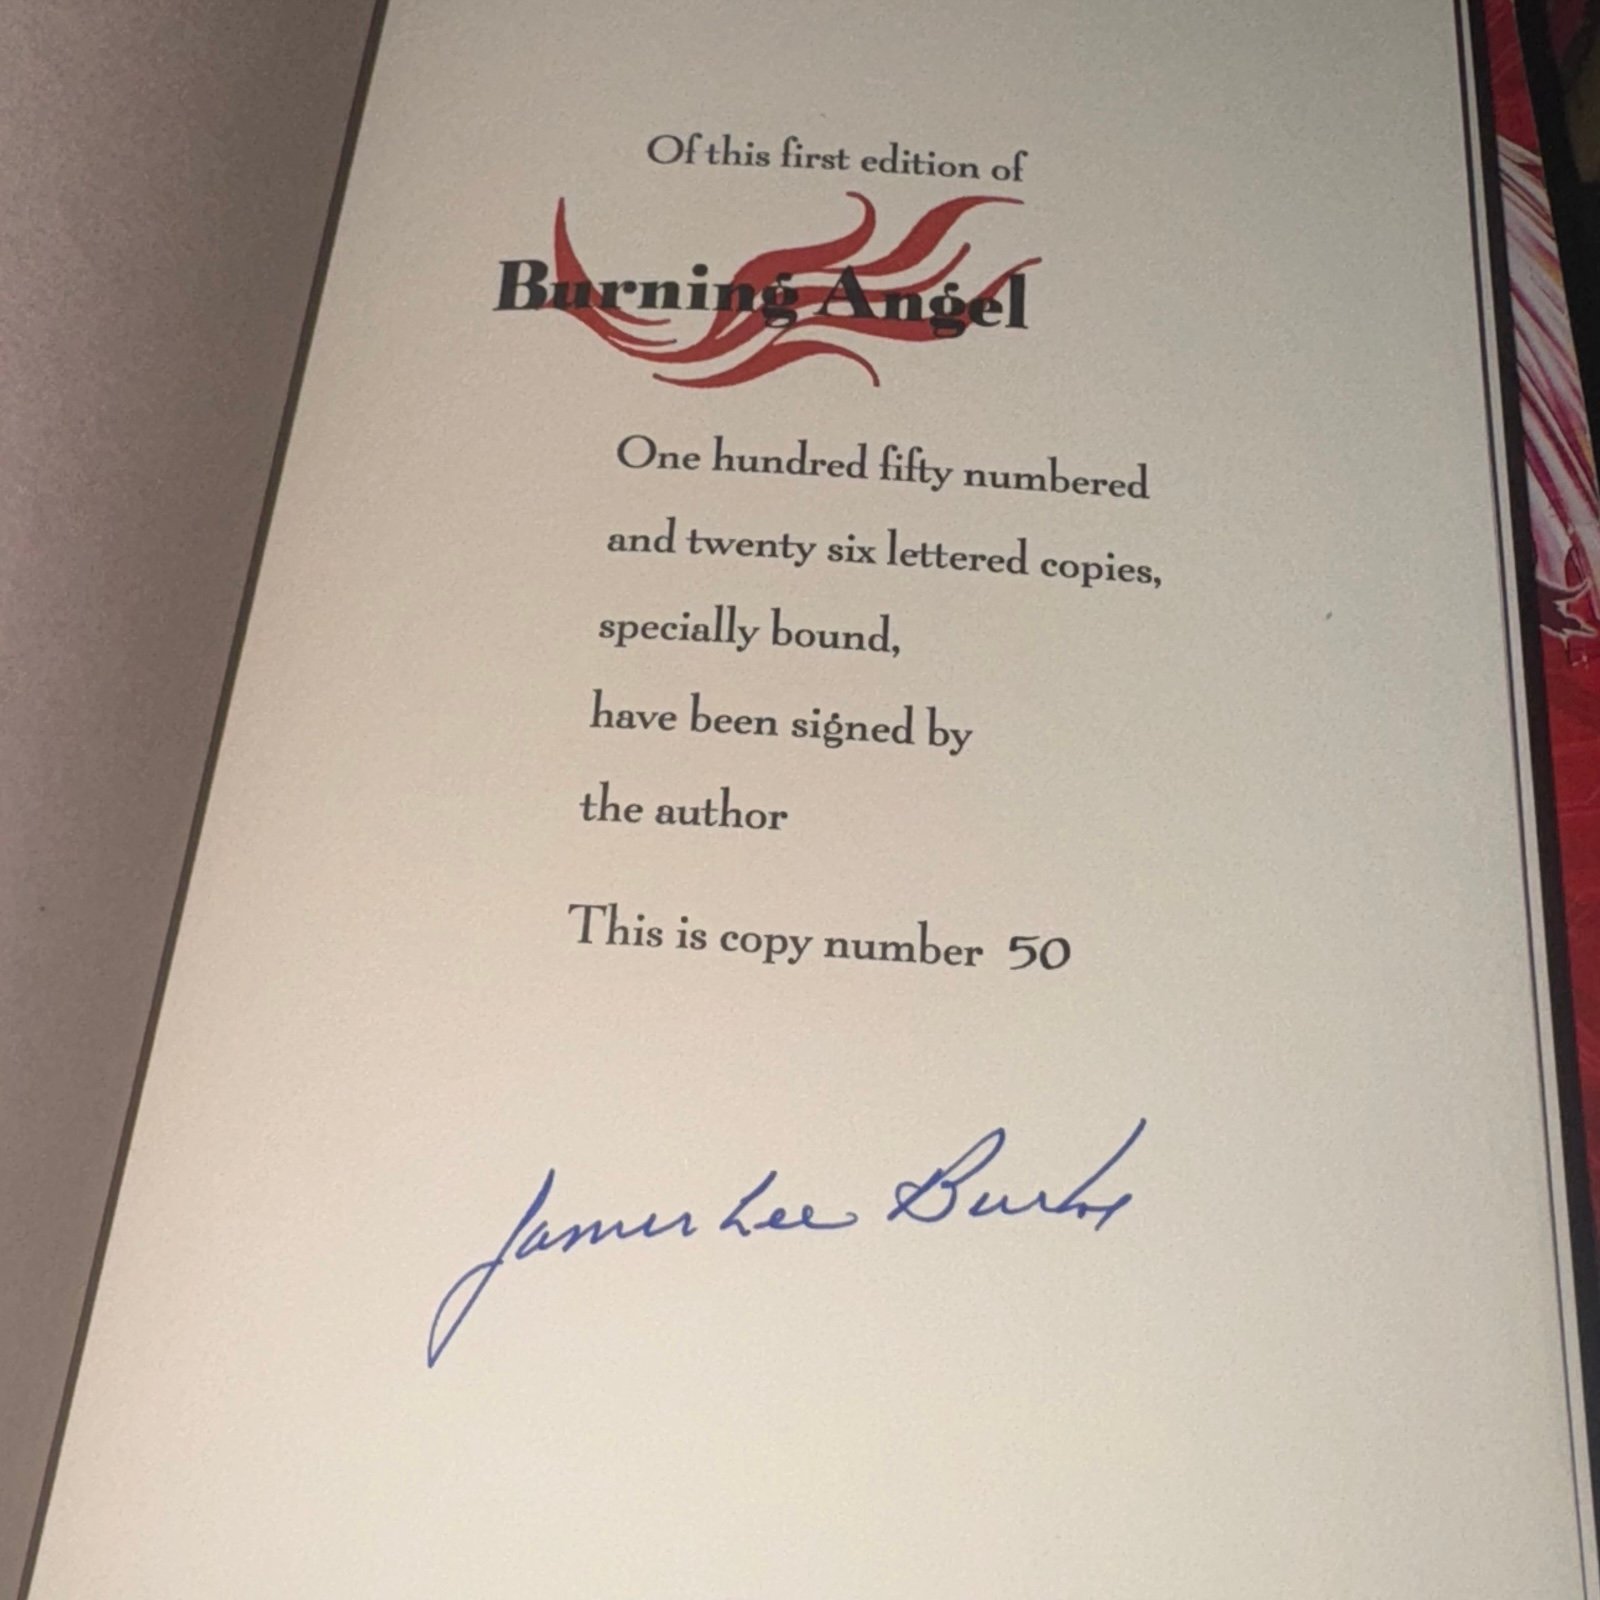 Of this first edition of
Burning Angel
One hundred fifty numbered
and twenty six lettered copies,
specially bound,
have been signed by
the author
This is copy number 50
James Lee Burke